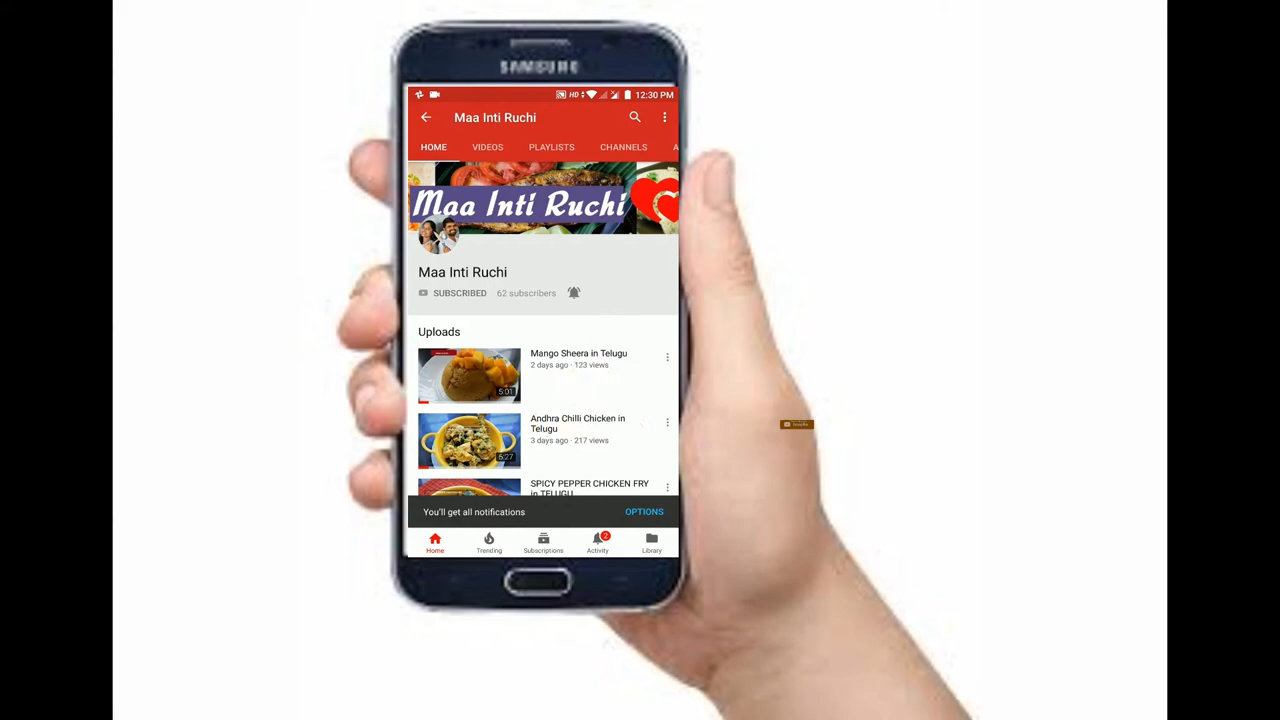 SAMSUNG
HD 12:30 PM
Maa Inti Ruchi
HOME VIDEOS PLAYLISTS CHANNELS A
Maa Inti Ruchi
Maa Inti Ruchi
SUBSCRIBED 62 subscribers
Uploads
Mango Sheera in Telugu
2 days ago · 123 views
5:01
Andhra Chilli Chicken in
Telugu
3 days ago · 217 views
5:27
SPICY PEPPER CHICKEN FRY
in TELUGU
You'll get all notifications OPTIONS
2
Home Trending Subscriptions Activity Library